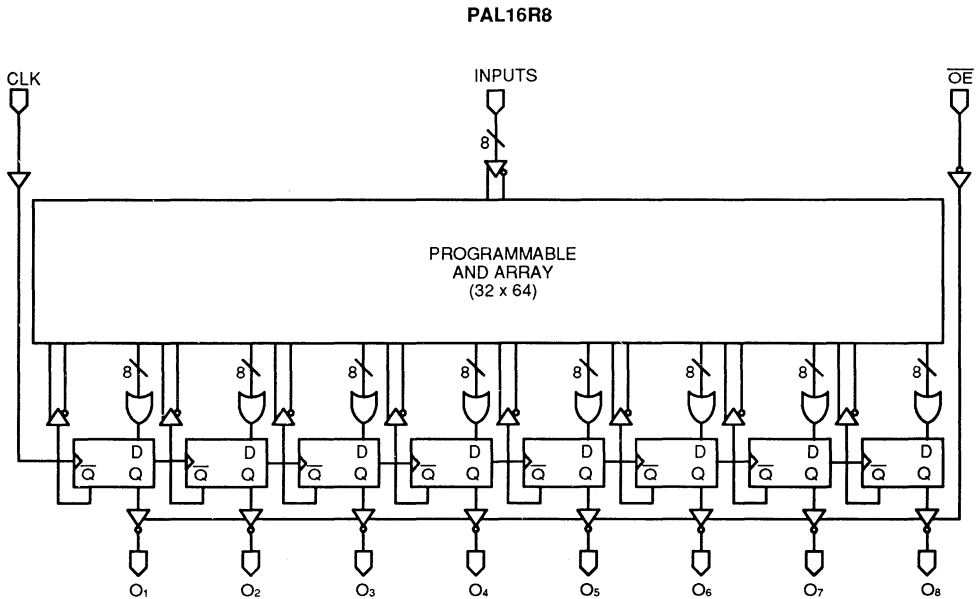 PAL16R8
CLK INPUTS OE
8
PROGRAMMABLE
AND ARRAY
(32 x 64)
8 8 8 8 8 8 8 8
D D D D D D D D
Q Q Q Q Q Q Q Q Q Q Q Q Q Q Q Q
O1 O2 O3 O4 O5 O6 O7 O8